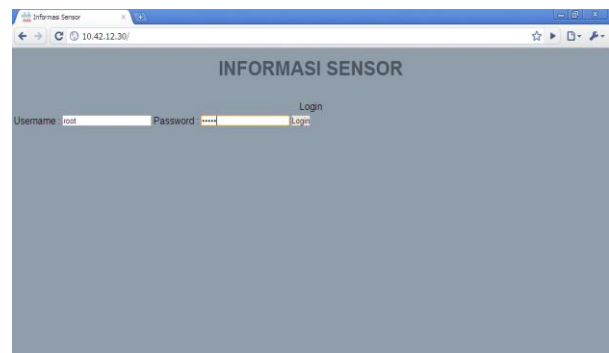 Informasi Sensor
10.42.12.30/
INFORMASI SENSOR
Login
Username : root Password : ••••• Login